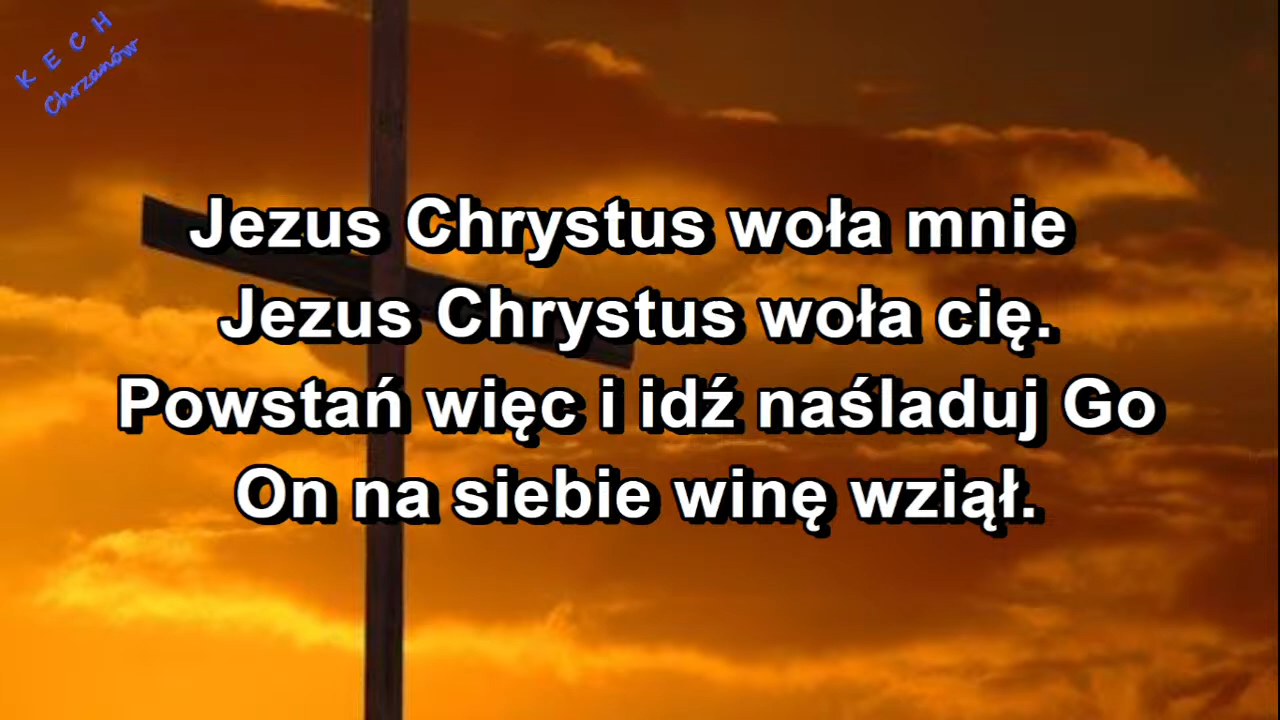 K E C H
Chrzanów
Jezus Chrystus woła mnie
Jezus Chrystus woła cię.
Powstań więc i idź naśladuj Go
On na siebie winę wziął.